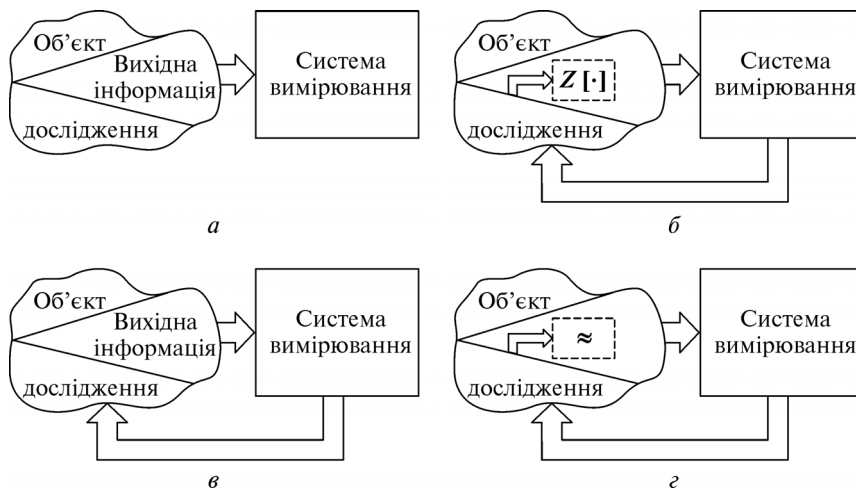 Об’єкт
Вихідна
інформація
дослідження
Система
вимірювання
а
Об’єкт
Z [·]
дослідження
Система
вимірювання
б
Об’єкт
Вихідна
інформація
дослідження
Система
вимірювання
в
Об’єкт
≈
дослідження
Система
вимірювання
г